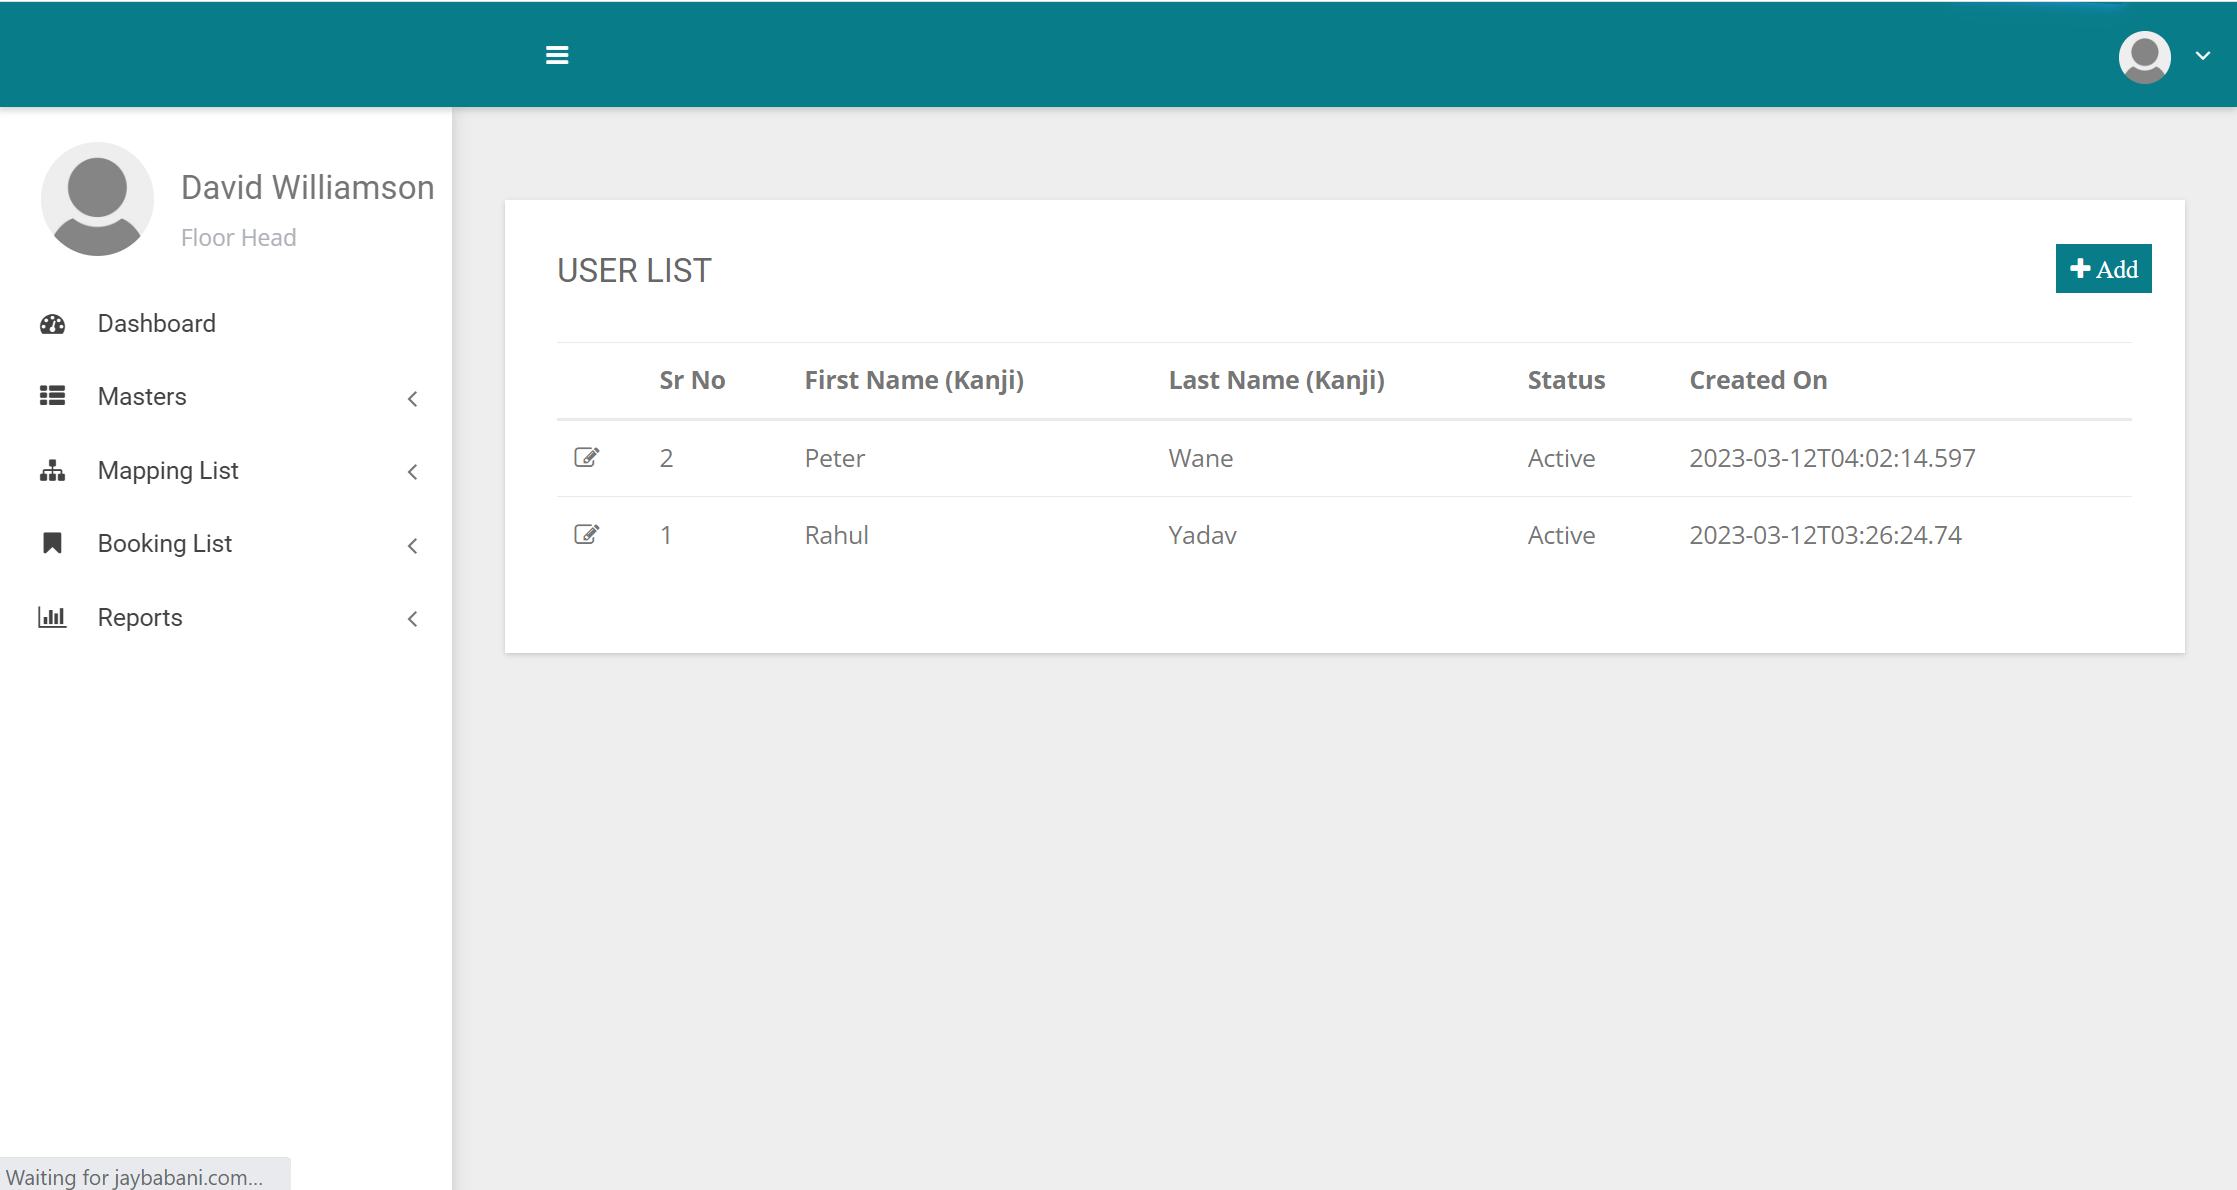 David Williamson
Floor Head
Dashboard
Masters
Mapping List
Booking List
Reports
USER LIST
Add
Sr No First Name (Kanji) Last Name (Kanji) Status Created On
2 Peter Wane Active 2023-03-12T04:02:14.597
1 Rahul Yadav Active 2023-03-12T03:26:24.74
Waiting for jaybabani.com...